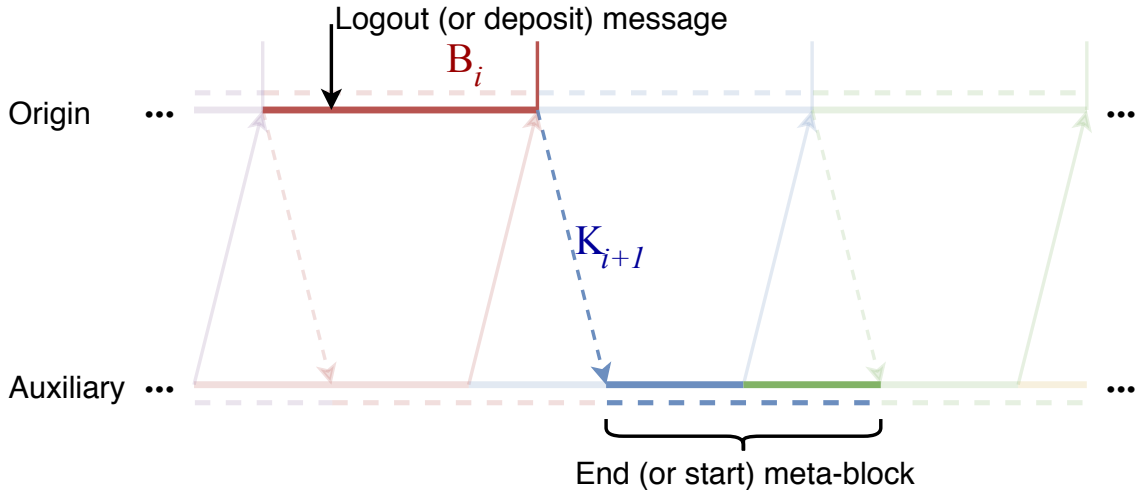 Logout (or deposit) message
B_i
Origin ••• •••
K_{i+1}
Auxiliary ••• •••
End (or start) meta-block